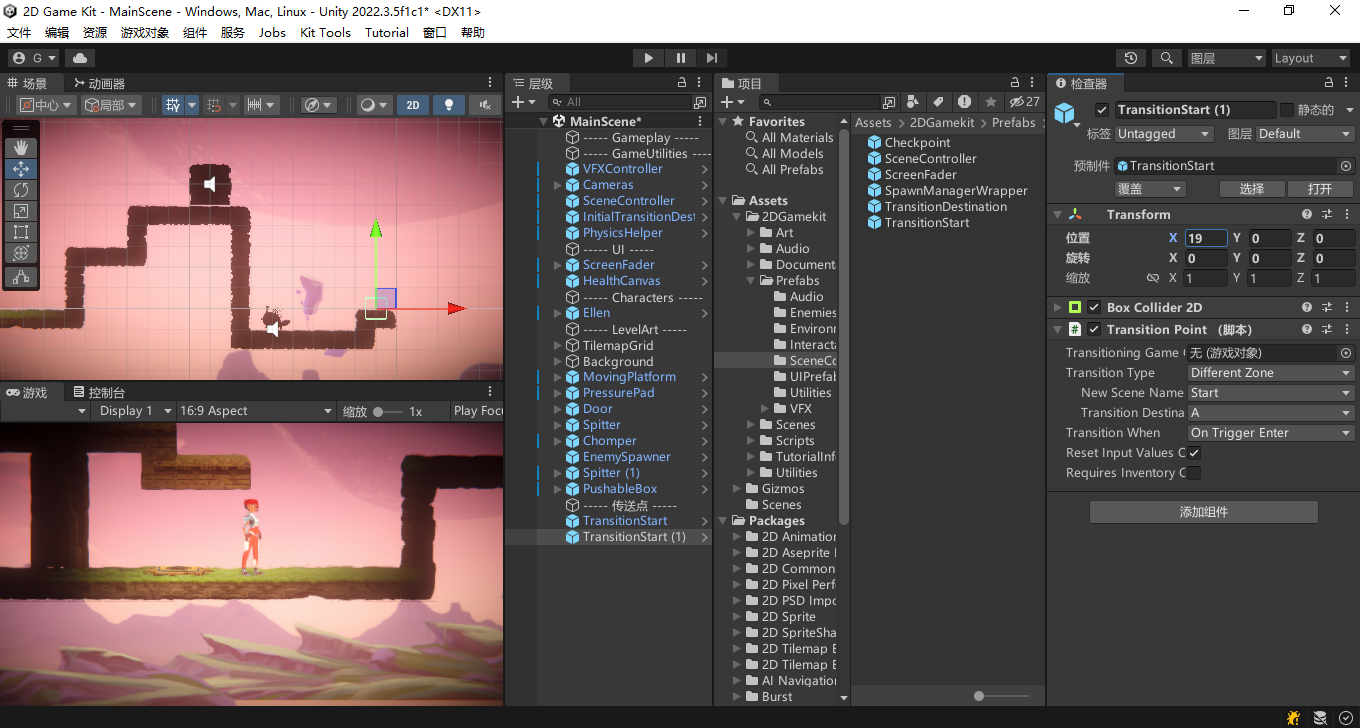 2D Game Kit - MainScene - Windows, Mac, Linux - Unity 2022.3.5f1c1* <DX11>
文件 编辑 资源 游戏对象 组件 服务 Jobs Kit Tools Tutorial 窗口 帮助
G 图层 Layout
场景 动画器
中心 局部 2D
层级
All
MainScene*
----- Gameplay -----
----- GameUtilities -----
VFXController
Cameras
SceneController
InitialTransitionDest
PhysicsHelper
----- UI -----
ScreenFader
HealthCanvas
----- Characters -----
Ellen
----- LevelArt -----
TilemapGrid
Background
MovingPlatform
PressurePad
Door
Spitter
Chomper
EnemySpawner
Spitter (1)
PushableBox
----- 传送点 -----
TransitionStart
TransitionStart (1)
项目
27
Favorites
All Materials
All Models
All Prefabs
Assets
2DGamekit
Art
Audio
Documenta
Prefabs
Audio
Enemies
Environr
Interacta
SceneCo
UIPrefab
Utilities
VFX
Scenes
Scripts
TutorialInfo
Utilities
Gizmos
Scenes
Packages
2D Animation
2D Aseprite I
2D Common
2D Pixel Perf
2D PSD Impo
2D Sprite
2D SpriteSha
2D Tilemap E
2D Tilemap E
AI Navigation
Burst
Assets 2DGamekit Prefabs
Checkpoint
SceneController
ScreenFader
SpawnManagerWrapper
TransitionDestination
TransitionStart
检查器
TransitionStart (1) 静态的
标签 Untagged 图层 Default
预制件 TransitionStart
覆盖 选择 打开
Transform
位置 X 19 Y 0 Z 0
旋转 X 0 Y 0 Z 0
缩放 X 1 Y 1 Z 1
Box Collider 2D
Transition Point （脚本）
Transitioning Game 无 (游戏对象)
Transition Type Different Zone
New Scene Name Start
Transition Destina A
Transition When On Trigger Enter
Reset Input Values C
Requires Inventory C
添加组件
游戏 控制台
Display 1 16:9 Aspect 缩放 1x Play Focu